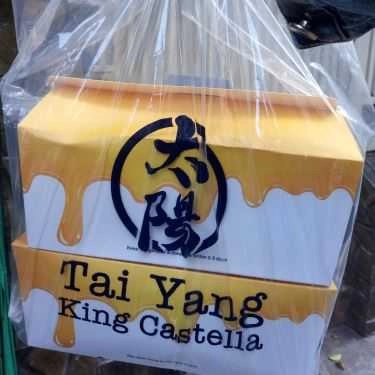 太
陽
Tai Yang
King Castella